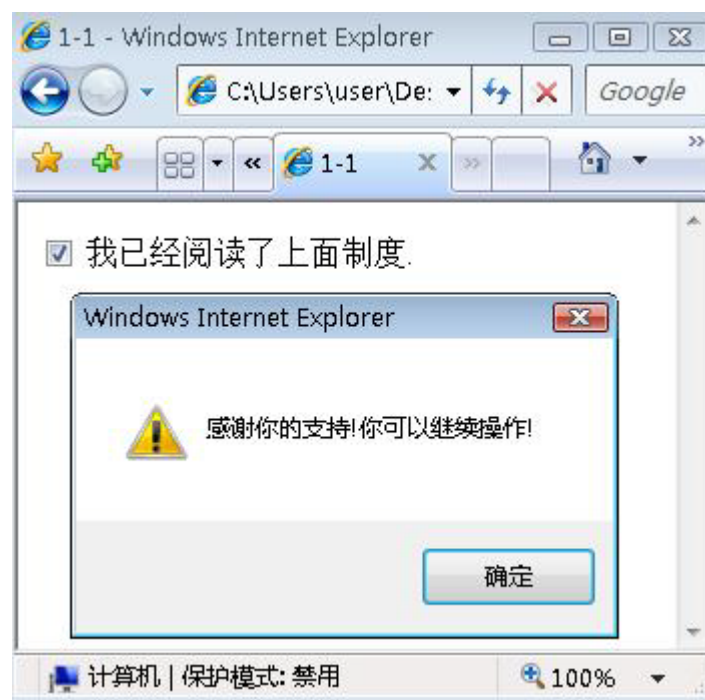 1-1 - Windows Internet Explorer
C:\Users\user\De:
Google
1-1
我已经阅读了上面制度.
Windows Internet Explorer
感谢你的支持!你可以继续操作!
确定
计算机 | 保护模式: 禁用
100%